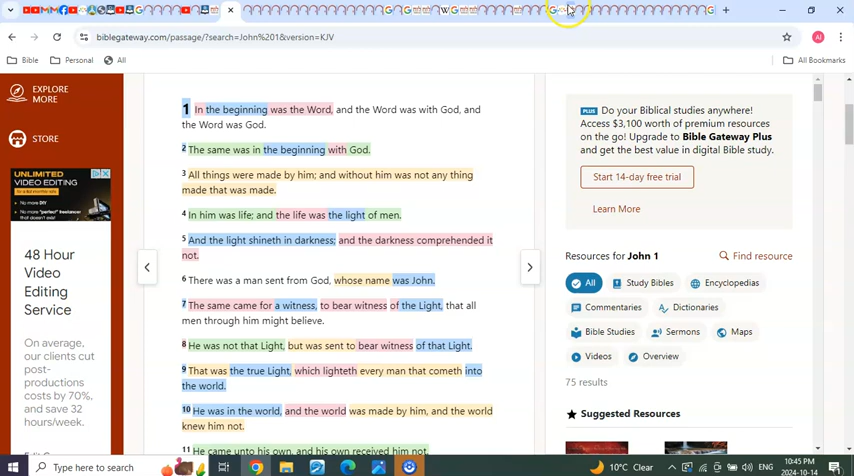 biblegateway.com/passage/?search=John%201&version=KJV
AI
Bible
Personal
All
All Bookmarks
EXPLORE
MORE
STORE
UNLIMITED
VIDEO EDITING
48 Hour
Video
Editing
Service
On average,
our clients cut
post-
productions
costs by 70%,
and save 32
hours/week.
1 In the beginning was the Word, and the Word was with God, and
the Word was God.
2 The same was in the beginning with God.
3 All things were made by him; and without him was not any thing
made that was made.
4 In him was life; and the life was the light of men.
5 And the light shineth in darkness; and the darkness comprehended it
not.
6 There was a man sent from God, whose name was John.
7 The same came for a witness, to bear witness of the Light, that all
men through him might believe.
8 He was not that Light, but was sent to bear witness of that Light.
9 That was the true Light, which lighteth every man that cometh into
the world.
10 He was in the world, and the world was made by him, and the world
knew him not.
11 He came unto his own, and his own received him not.
PLUS Do your Biblical studies anywhere!
Access $3,100 worth of premium resources
on the go! Upgrade to Bible Gateway Plus
and get the best value in digital Bible study.
Start 14-day free trial
Learn More
Resources for John 1
Find resource
All
Study Bibles
Encyclopedias
Commentaries
Dictionaries
Bible Studies
Sermons
Maps
Videos
Overview
75 results
Suggested Resources
Type here to search
10°C Clear
10:45 PM
2024-10-14